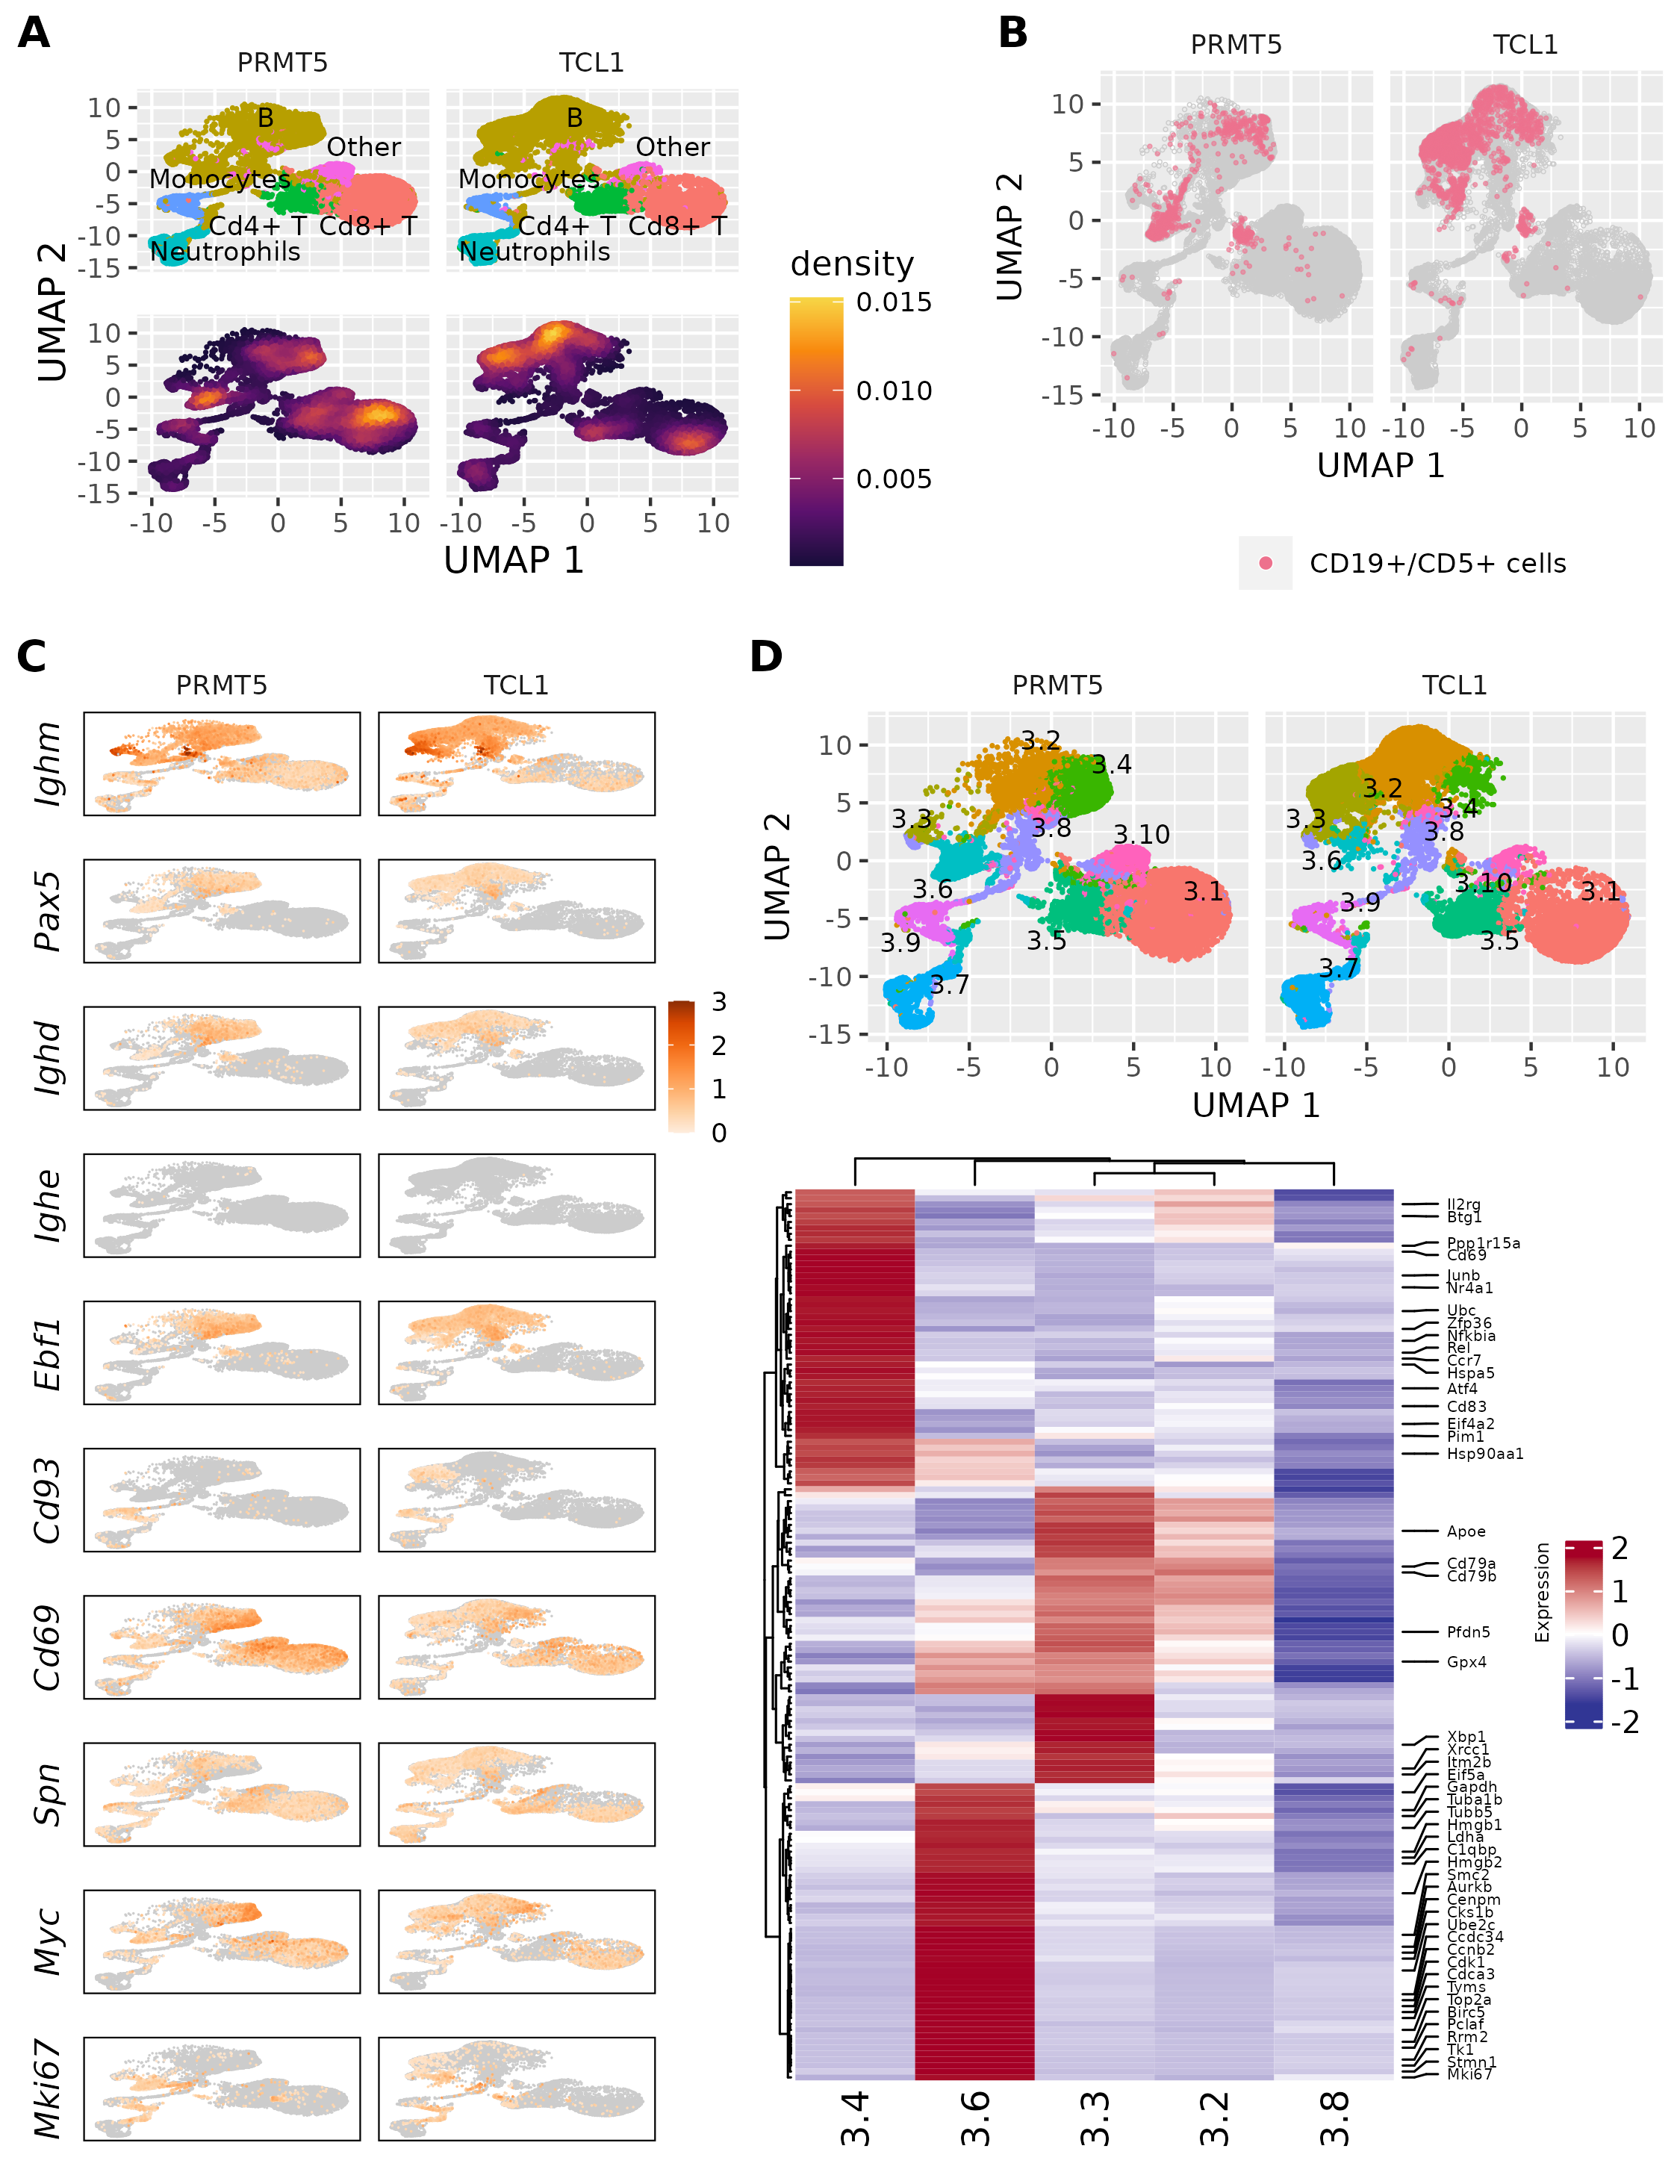 A
PRMT5
TCL1
10
5
0
-5
-10
-15
B
Other
Monocytes
Cd4+ T
Cd8+ T
Neutrophils
B
Other
Monocytes
Cd4+ T
Cd8+ T
Neutrophils
10
5
0
-5
-10
-15
-10 -5 0 5 10
-10 -5 0 5 10
UMAP 1
UMAP 2
density
0.015
0.010
0.005
B
PRMT5
TCL1
10
5
0
-5
-10
-15
-10 -5 0 5 10
-10 -5 0 5 10
UMAP 1
UMAP 2
CD19+/CD5+ cells
C
PRMT5
TCL1
Ighm
Pax5
Ighd
Ighe
Ebf1
Cd93
Cd69
Spn
Myc
Mki67
3
2
1
0
D
PRMT5
TCL1
10
5
0
-5
-10
-15
3.2
3.4
3.3
3.8
3.10
3.6
3.1
3.9
3.5
3.7
3.2
3.3
3.4
3.8
3.6
3.10
3.1
3.9
3.5
3.7
-10 -5 0 5 10
-10 -5 0 5 10
UMAP 1
UMAP 2
Il2rg
Btg1
Ppp1r15a
Cd69
Junb
Nr4a1
Ubc
Zfp36
Nfkbia
Rel
Ccr7
Hspa5
Atf4
Cd83
Eif4a2
Pim1
Hsp90aa1
Apoe
Cd79a
Cd79b
Pfdn5
Gpx4
Xbp1
Xrcc1
Itm2b
Eif5a
Gapdh
Tuba1b
Tubb5
Hmgb1
Ldha
C1qbp
Hmgb2
Smc2
Aurkb
Cenpm
Cks1b
Ube2c
Ccdc34
Ccnb2
Cdk1
Cdca3
Tyms
Top2a
Birc5
Pclaf
Rrm2
Tk1
Stmn1
Mki67
3.4
3.6
3.3
3.2
3.8
Expression
2
1
0
-1
-2